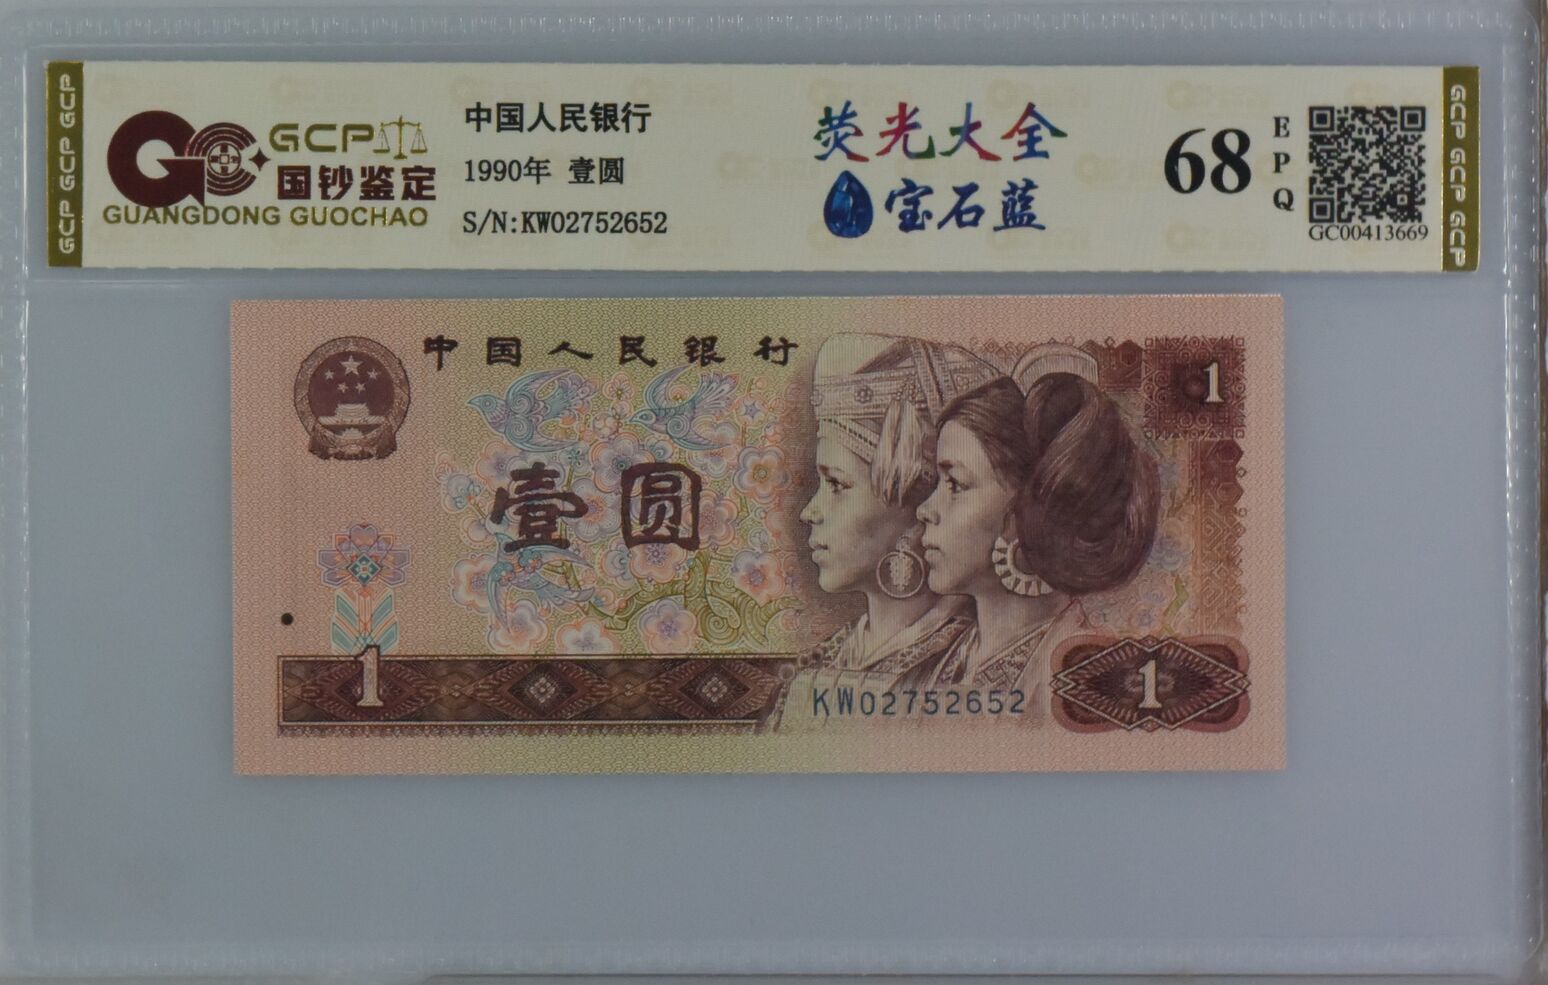 GCP GCP GCP
GCP
国钞鉴定
GUANGDONG GUOCHAO
中国人民银行
1990年 壹圆
S/N:KW02752652
荧光大全
宝石蓝
68
EPQ
GC00413669
GCP GCP GCP
中国人民银行
1
壹圆
1
KW02752652
1